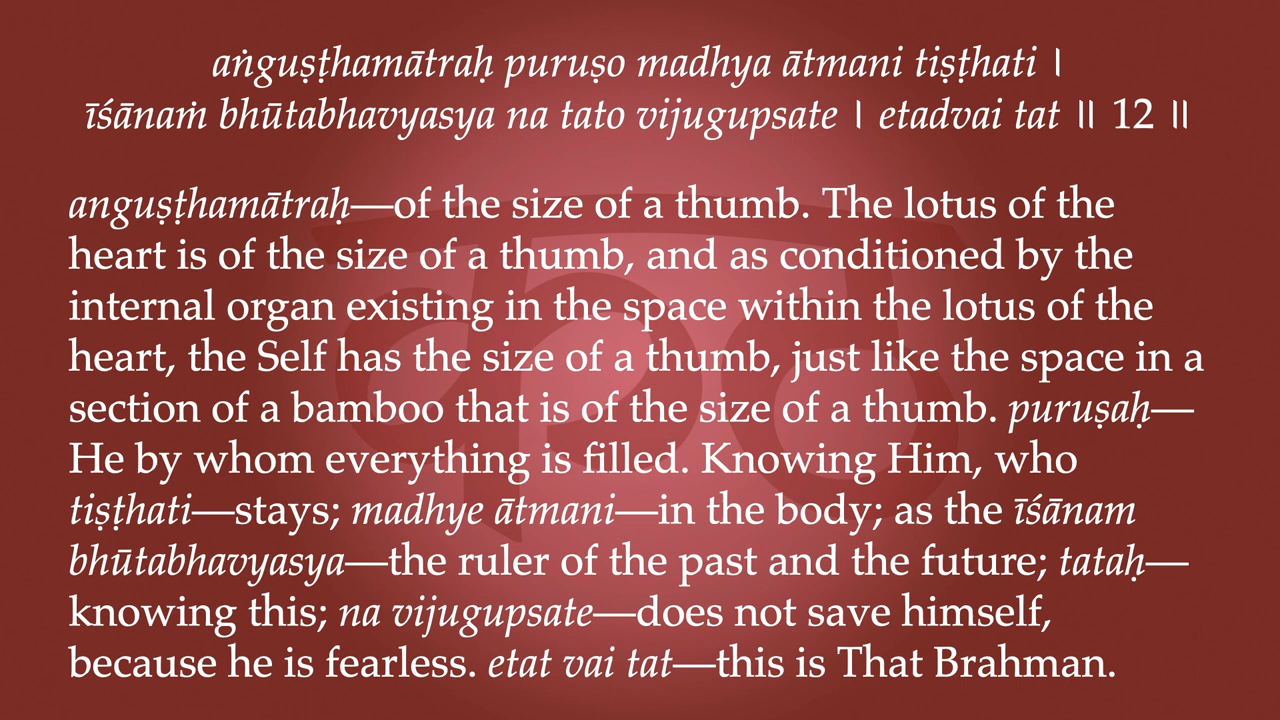 aṅguṣṭhamātraḥ puruṣo madhya ātmani tiṣṭhati ।
īśānaṁ bhūtabhavyasya na tato vijugupsate । etadvai tat ॥ 12 ॥
anguṣṭhamātraḥ—of the size of a thumb. The lotus of the
heart is of the size of a thumb, and as conditioned by the
internal organ existing in the space within the lotus of the
heart, the Self has the size of a thumb, just like the space in a
section of a bamboo that is of the size of a thumb. puruṣaḥ—
He by whom everything is filled. Knowing Him, who
tiṣṭhati—stays; madhye ātmani—in the body; as the īśānam
bhūtabhavyasya—the ruler of the past and the future; tataḥ—
knowing this; na vijugupsate—does not save himself,
because he is fearless. etat vai tat—this is That Brahman.